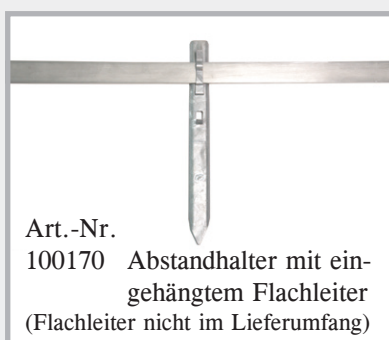 Art.-Nr.
100170 Abstandhalter mit ein-
gehängtem Flachleiter
(Flachleiter nicht im Lieferumfang)